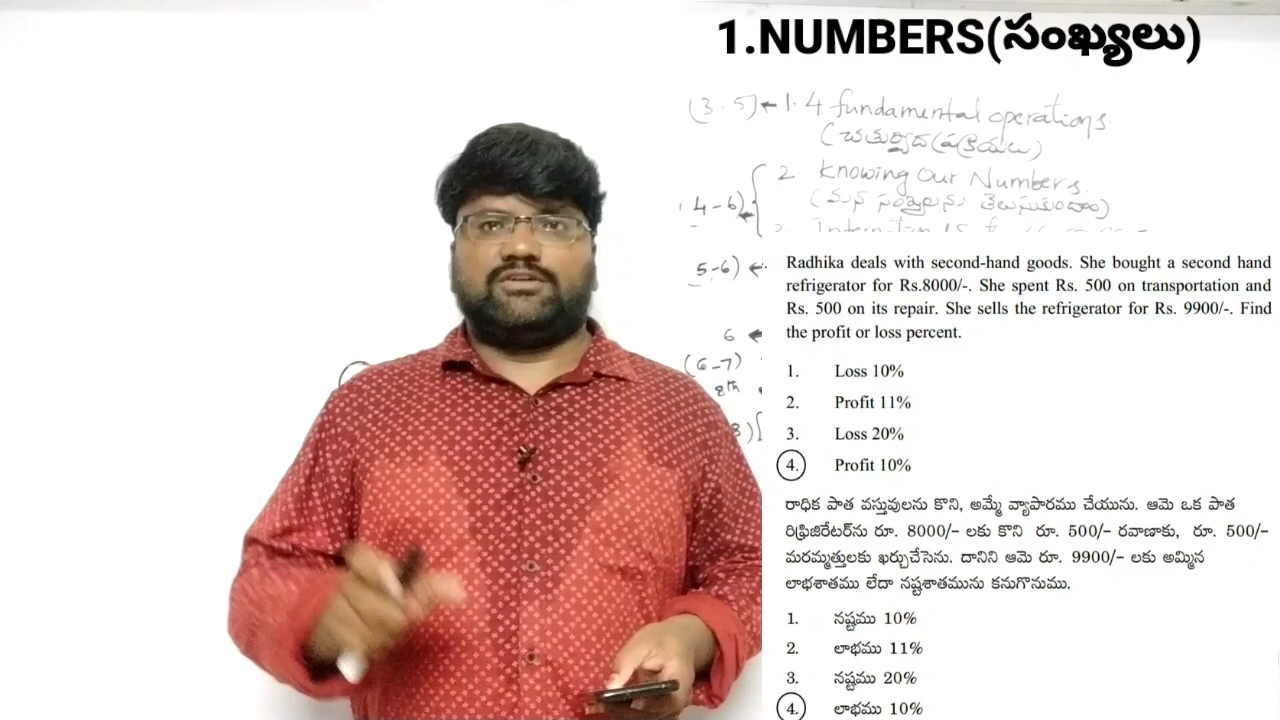 1.NUMBERS(సంఖ్యలు)
(3-5)← 1. 4 fundamental operations.
(చతుర్విద ప్రక్రియలు)
2. Knowing Our Numbers.
(మన సంఖ్యలను తెలుసుకుందాం)
4-6)
5-6) ←
6 ←
(6-7)
8th
Radhika deals with second-hand goods. She bought a second hand
refrigerator for Rs.8000/-. She spent Rs. 500 on transportation and
Rs. 500 on its repair. She sells the refrigerator for Rs. 9900/-. Find
the profit or loss percent.
1. Loss 10%
2. Profit 11%
3. Loss 20%
4. Profit 10%
రాధిక పాత వస్తువులను కొని, అమ్మే వ్యాపారము చేయును. ఆమె ఒక పాత
రిఫ్రిజిరేటర్‌ను రూ. 8000/- లకు కొని రూ. 500/- రవాణాకు, రూ. 500/-
మరమ్మత్తులకు ఖర్చుచేసెను. దానిని ఆమె రూ. 9900/- లకు అమ్మిన
లాభశాతము లేదా నష్టశాతమును కనుగొనుము.
1. నష్టము 10%
2. లాభము 11%
3. నష్టము 20%
4. లాభము 10%